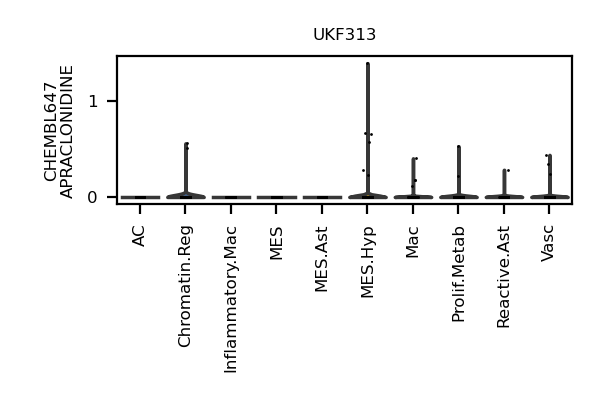 UKF313
CHEMBL647
APRACLONIDINE
1
0
AC
Chromatin.Reg
Inflammatory.Mac
MES
MES.Ast
MES.Hyp
Mac
Prolif.Metab
Reactive.Ast
Vasc